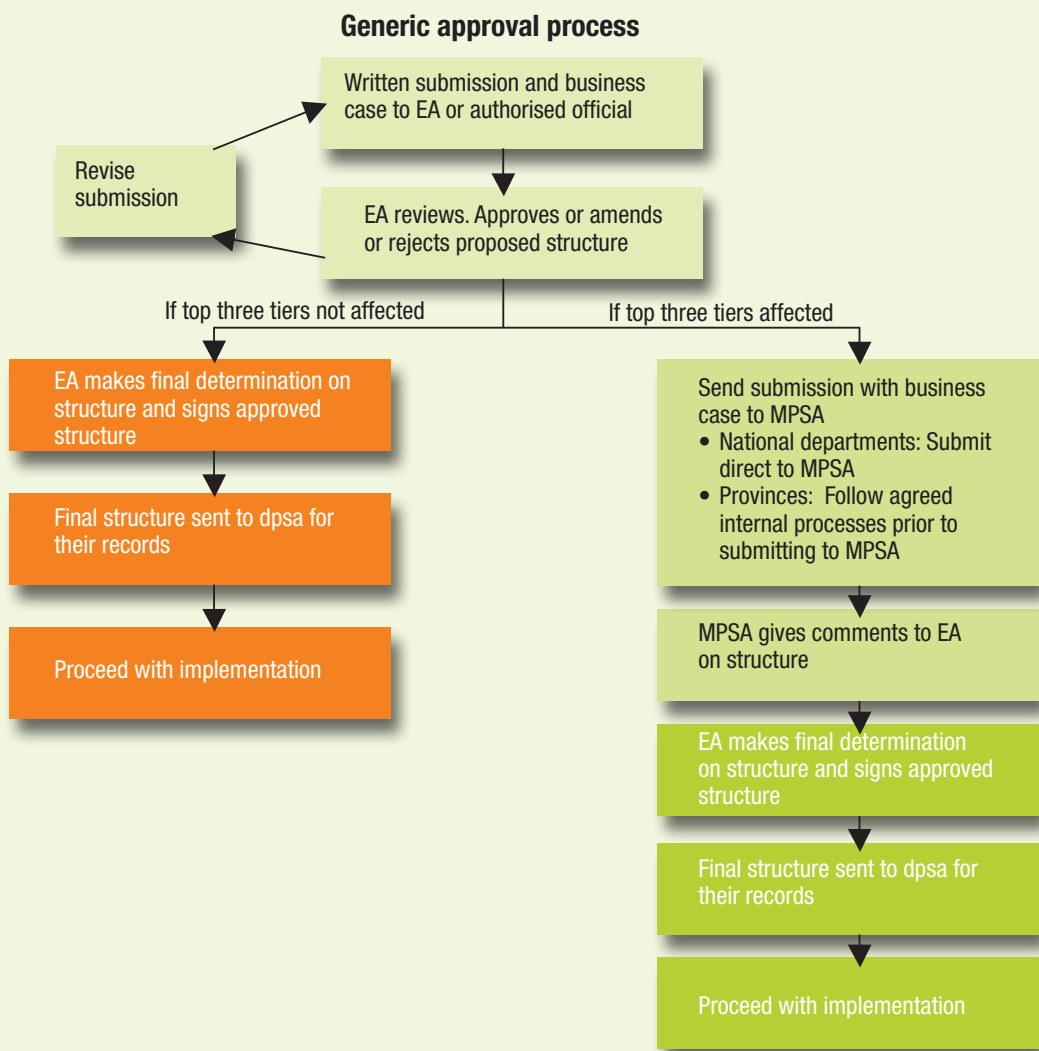 Generic approval process
Written submission and business
case to EA or authorised official
Revise
submission
EA reviews. Approves or amends
or rejects proposed structure
If top three tiers not affected
If top three tiers affected
EA makes final determination on
structure and signs approved
structure
Final structure sent to dpsa for
their records
Proceed with implementation
Send submission with business
case to MPSA
• National departments: Submit
direct to MPSA
• Provinces: Follow agreed
internal processes prior to
submitting to MPSA
MPSA gives comments to EA
on structure
EA makes final determination
on structure and signs approved
structure
Final structure sent to dpsa for
their records
Proceed with implementation